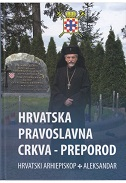 HRVATSKA
PRAVOSLAVNA
CRKVA - PREPOROD
HRVATSKI ARHIEPISKOP + ALEKSANDAR